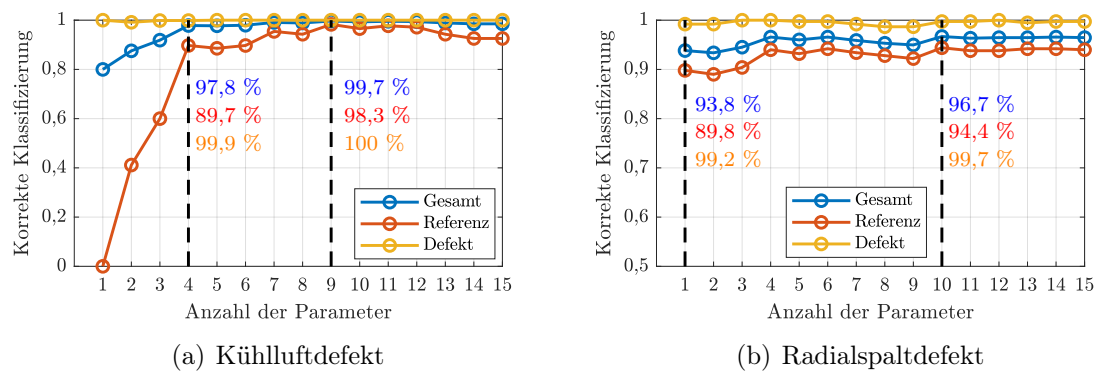 Korrekte Klassifizierung
1
0,8
0,6
0,4
0,2
0
97,8 %
89,7 %
99,9 %
99,7 %
98,3 %
100 %
Gesamt
Referenz
Defekt
1 2 3 4 5 6 7 8 9 10 11 12 13 14 15
Anzahl der Parameter
(a) Kühlluftdefekt
Korrekte Klassifizierung
1
0,9
0,8
0,7
0,6
0,5
93,8 %
89,8 %
99,2 %
96,7 %
94,4 %
99,7 %
Gesamt
Referenz
Defekt
1 2 3 4 5 6 7 8 9 10 11 12 13 14 15
Anzahl der Parameter
(b) Radialspaltdefekt